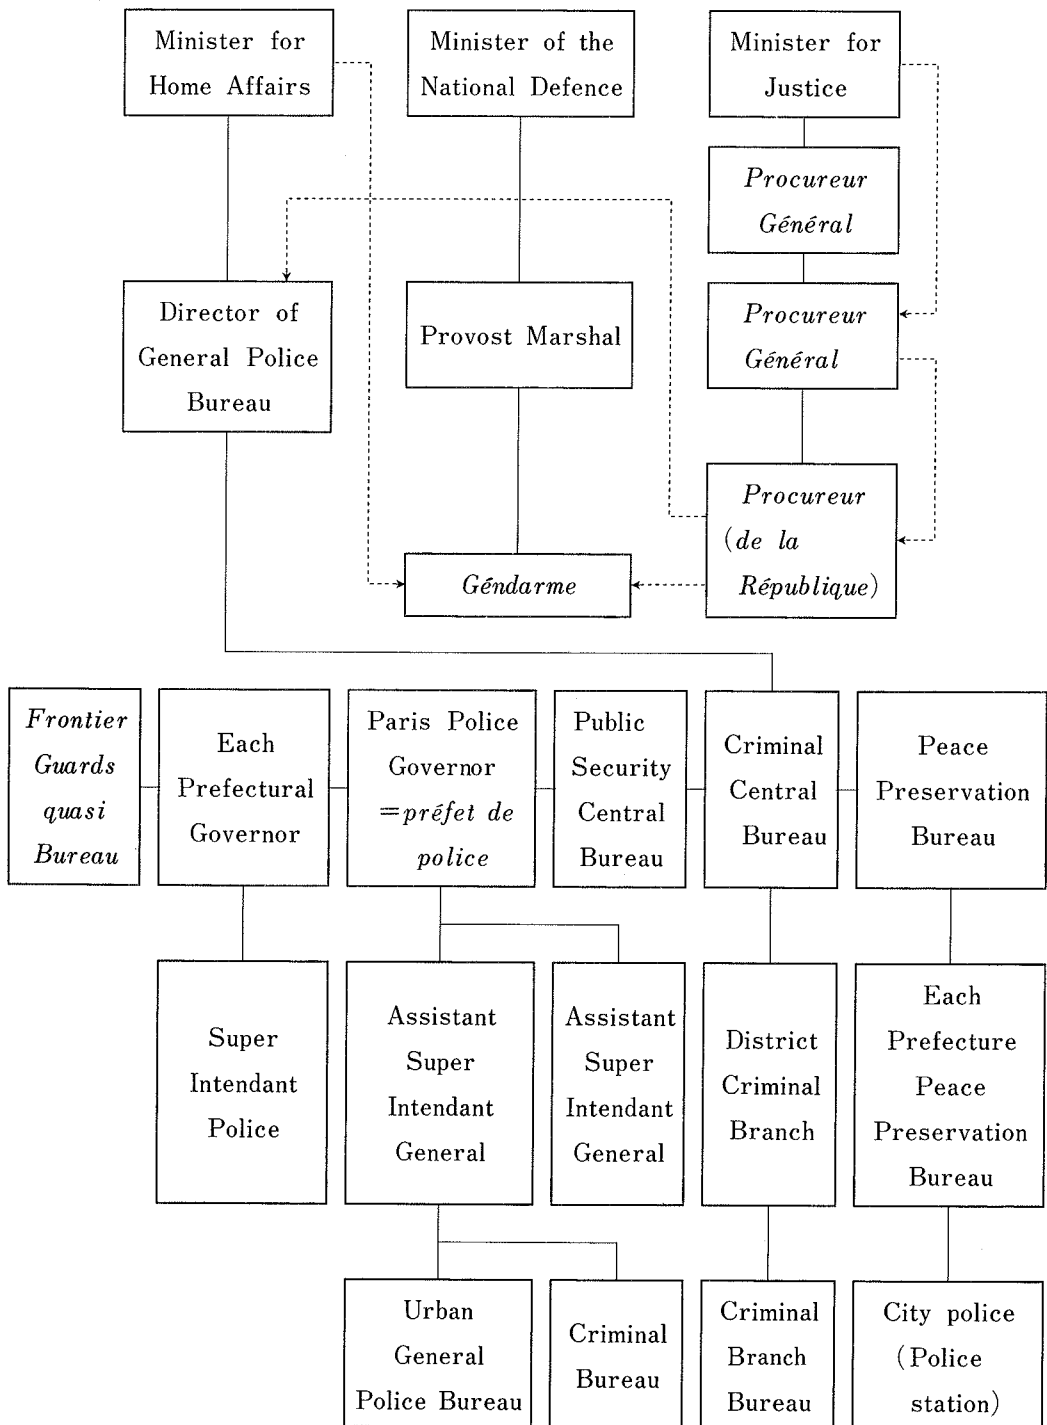 Minister for
Home Affairs
Minister of the
National Defence
Minister for
Justice
Procureur
Général
Director of
General Police
Bureau
Provost Marshal
Procureur
Général
Procureur
(de la
République)
Géndarme
Frontier
Guards
quasi
Bureau
Each
Prefectural
Governor
Paris Police
Governor
=préfet de
police
Public
Security
Central
Bureau
Criminal
Central
Bureau
Peace
Preservation
Bureau
Super
Intendant
Police
Assistant
Super
Intendant
General
Assistant
Super
Intendant
General
District
Criminal
Branch
Each
Prefecture
Peace
Preservation
Bureau
Urban
General
Police Bureau
Criminal
Bureau
Criminal
Branch
Bureau
City police
(Police
station)